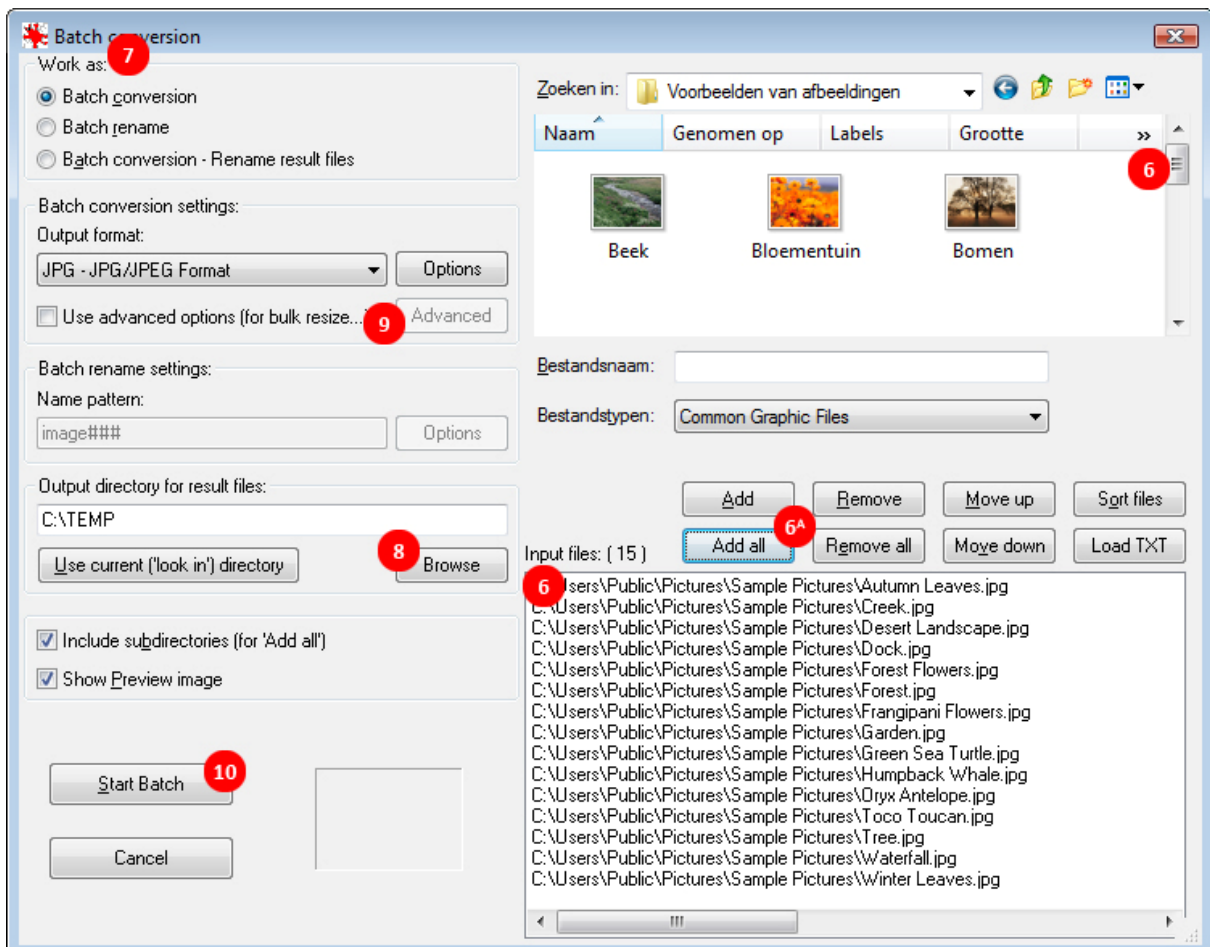 Batch conversion
7
Work as:
Batch conversion
Batch rename
Batch conversion - Rename result files
Batch conversion settings:
Output format:
JPG - JPG/JPEG Format
Options
Use advanced options (for bulk resize...
9
Advanced
Batch rename settings:
Name pattern:
image###
Options
Output directory for result files:
C:\TEMP
8
Use current ('look in') directory
Browse
Include subdirectories (for 'Add all')
Show Preview image
Start Batch
10
Cancel
Zoeken in:
Voorbeelden van afbeeldingen
Naam Genomen op Labels Grootte »
6
Beek Bloementuin Bomen
Bestandsnaam:
Bestandstypen: Common Graphic Files
Add Remove Move up Sort files
6A
Input files: ( 15 ) Add all Remove all Move down Load TXT
6
C:\Users\Public\Pictures\Sample Pictures\Autumn Leaves.jpg
C:\Users\Public\Pictures\Sample Pictures\Creek.jpg
C:\Users\Public\Pictures\Sample Pictures\Desert Landscape.jpg
C:\Users\Public\Pictures\Sample Pictures\Dock.jpg
C:\Users\Public\Pictures\Sample Pictures\Forest Flowers.jpg
C:\Users\Public\Pictures\Sample Pictures\Forest.jpg
C:\Users\Public\Pictures\Sample Pictures\Frangipani Flowers.jpg
C:\Users\Public\Pictures\Sample Pictures\Garden.jpg
C:\Users\Public\Pictures\Sample Pictures\Green Sea Turtle.jpg
C:\Users\Public\Pictures\Sample Pictures\Humpback Whale.jpg
C:\Users\Public\Pictures\Sample Pictures\Oryx Antelope.jpg
C:\Users\Public\Pictures\Sample Pictures\Toco Toucan.jpg
C:\Users\Public\Pictures\Sample Pictures\Tree.jpg
C:\Users\Public\Pictures\Sample Pictures\Waterfall.jpg
C:\Users\Public\Pictures\Sample Pictures\Winter Leaves.jpg